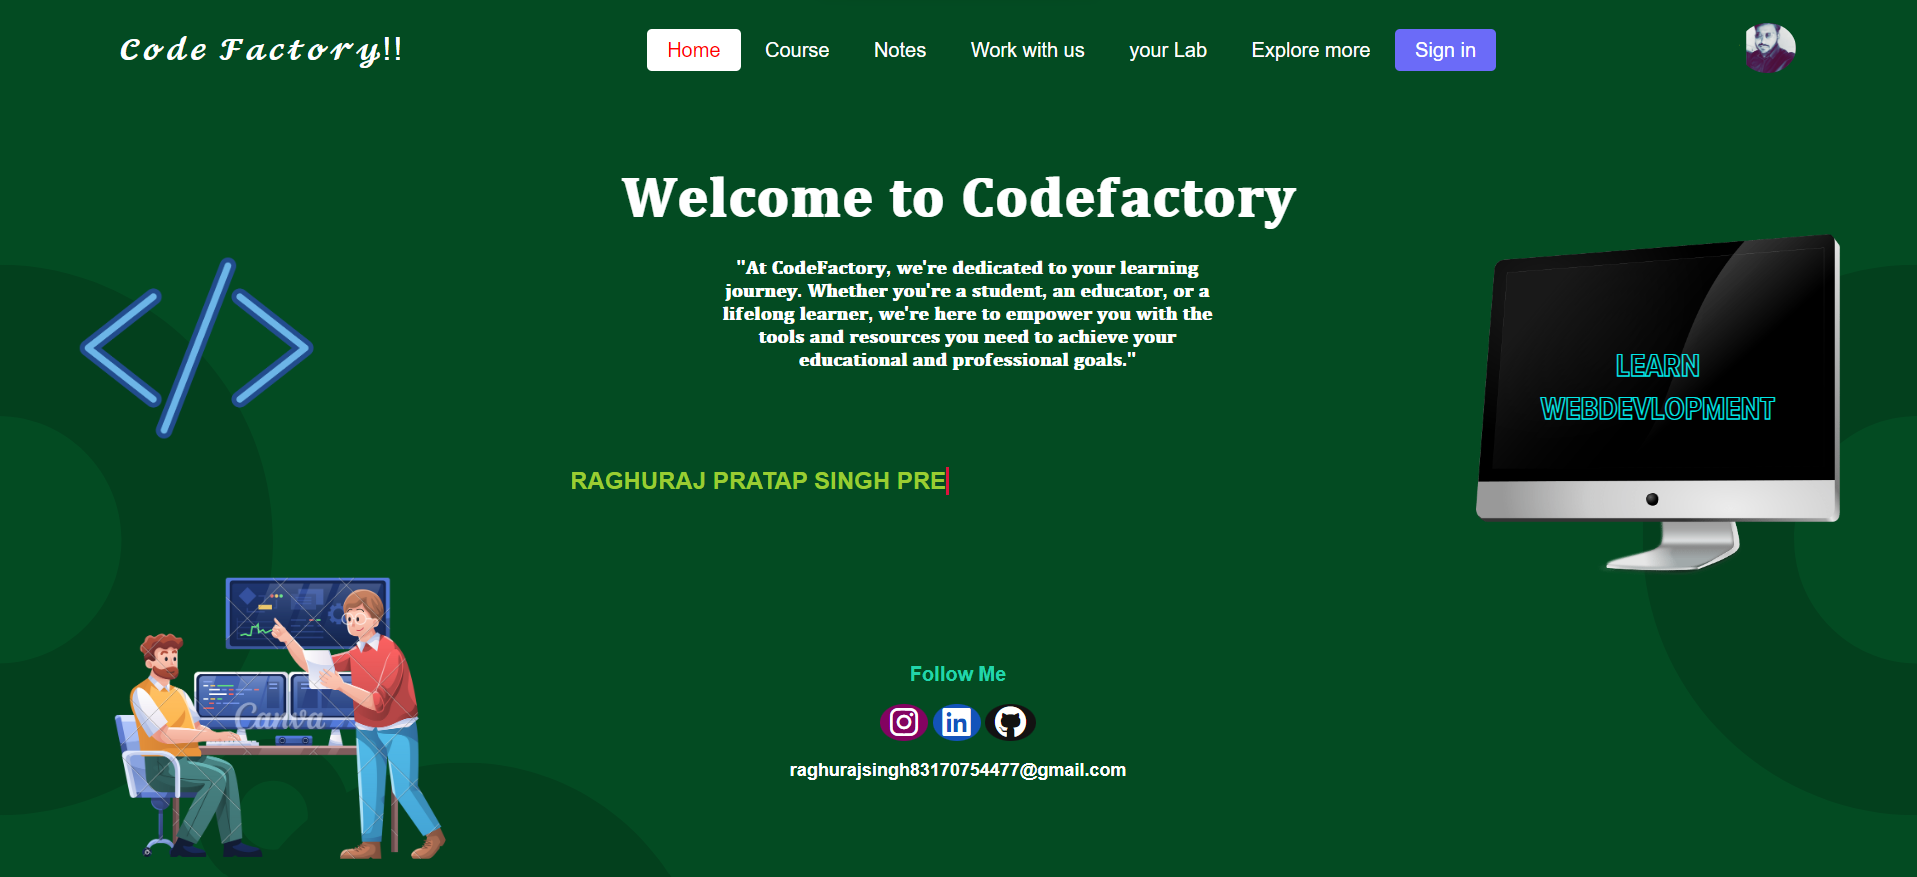 Code Factory!!
Home Course Notes Work with us your Lab Explore more Sign in
Welcome to Codefactory
"At CodeFactory, we're dedicated to your learning
journey. Whether you're a student, an educator, or a
lifelong learner, we're here to empower you with the
tools and resources you need to achieve your
educational and professional goals."
LEARN
WEBDEVLOPMENT
RAGHURAJ PRATAP SINGH PRE
Canva
Follow Me
in
raghurajsingh83170754477@gmail.com